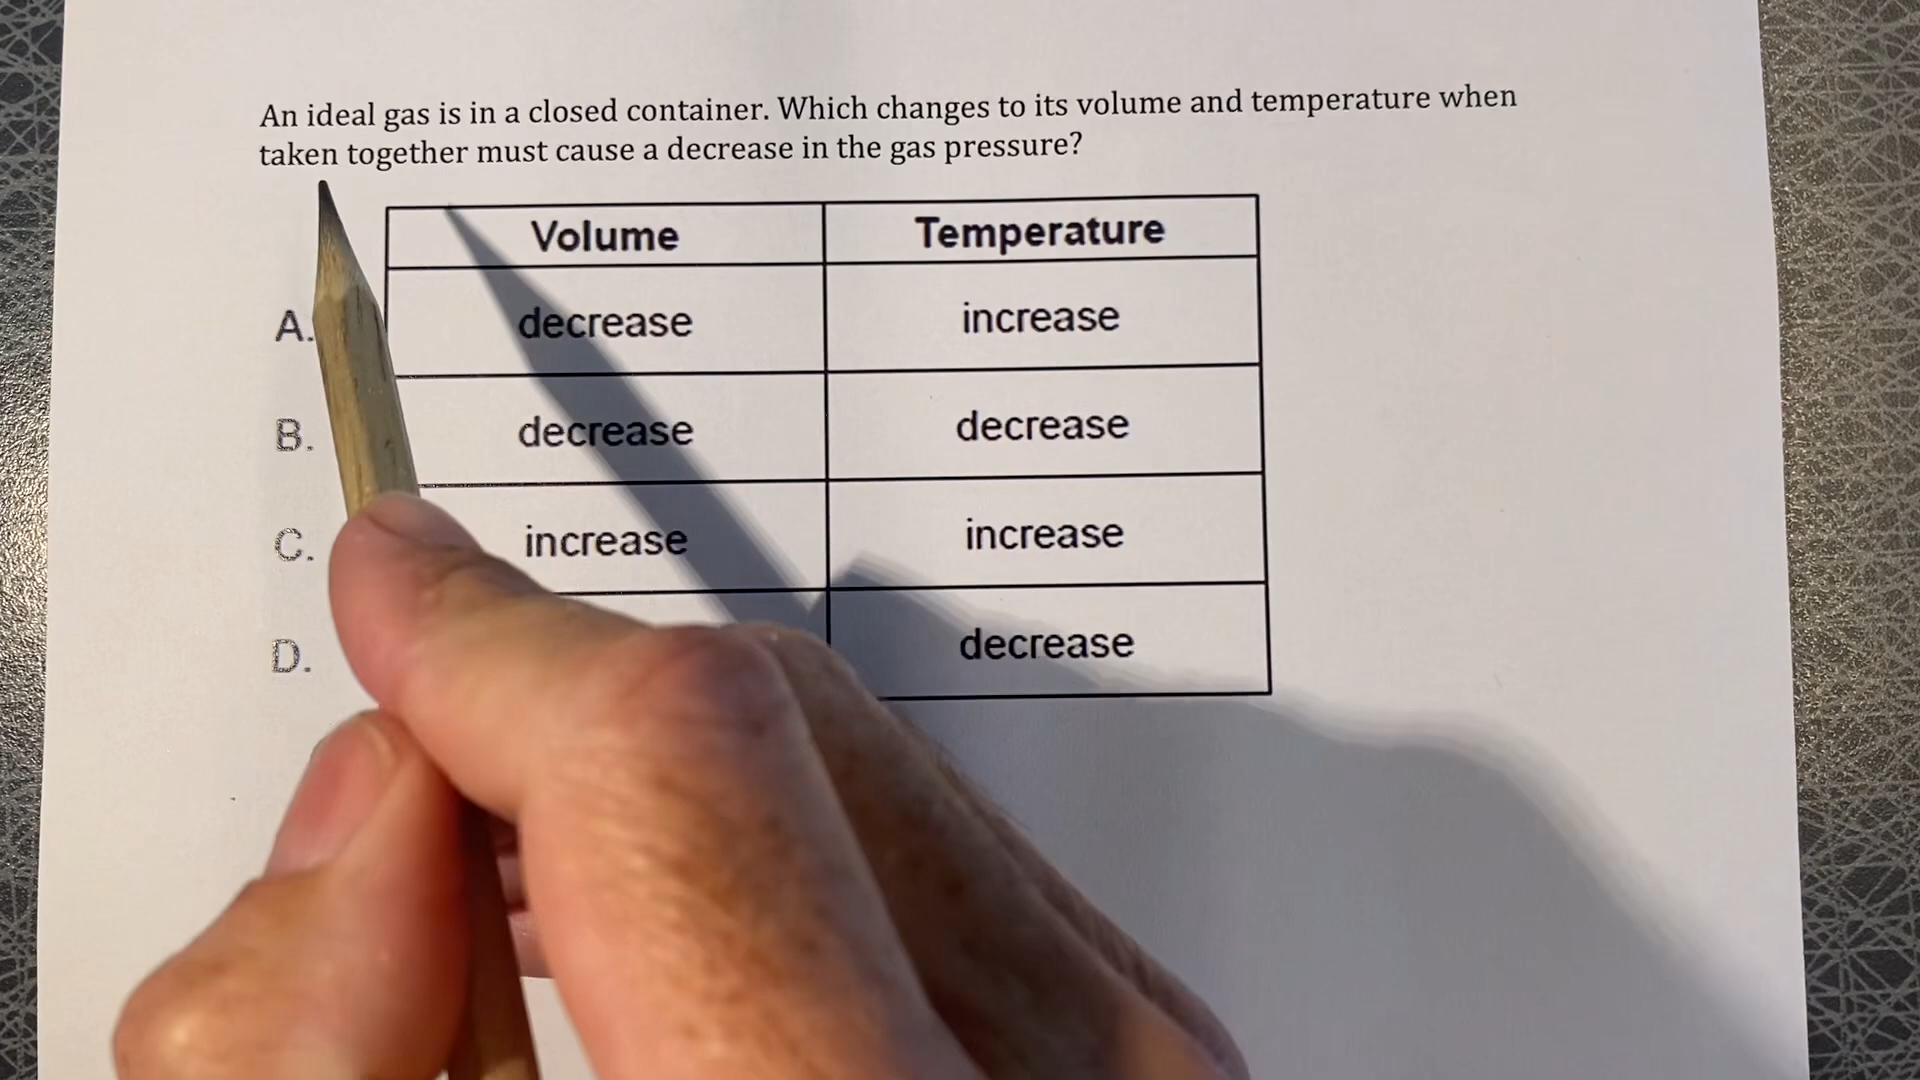 An ideal gas is in a closed container. Which changes to its volume and temperature when
taken together must cause a decrease in the gas pressure?
Volume Temperature
A. decrease increase
B. decrease decrease
C. increase increase
D. decrease